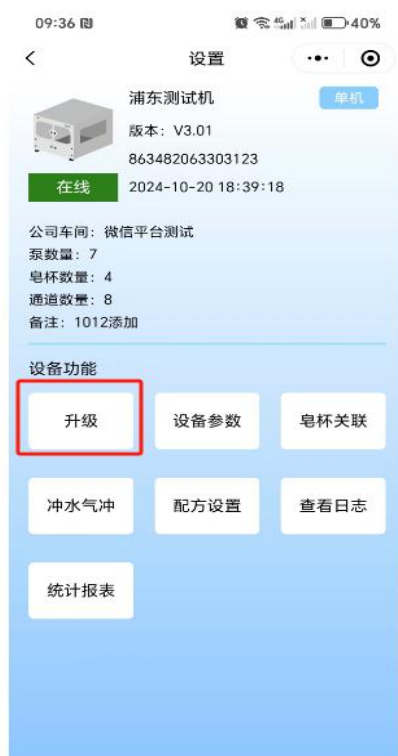 09:36 40%
设置
浦东测试机 单机
版本：V3.01
863482063303123
在线 2024-10-20 18:39:18
公司车间：微信平台测试
泵数量：7
皂杯数量：4
通道数量：8
备注：1012添加
设备功能
升级 设备参数 皂杯关联
冲水气冲 配方设置 查看日志
统计报表